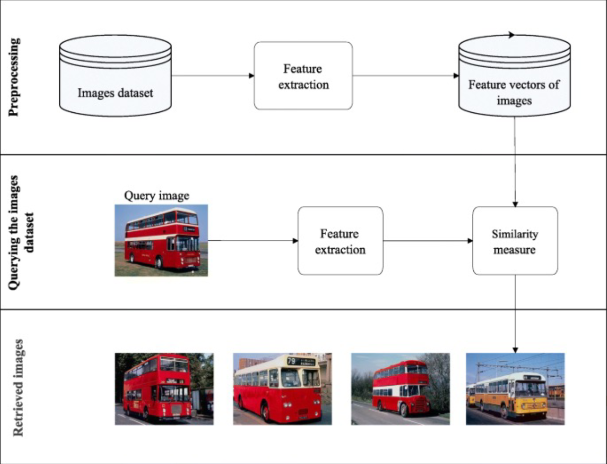 Preprocessing
Images dataset
Feature
extraction
Feature vectors of
images
Querying the images
dataset
Query image
Feature
extraction
Similarity
measure
Retrieved images
79